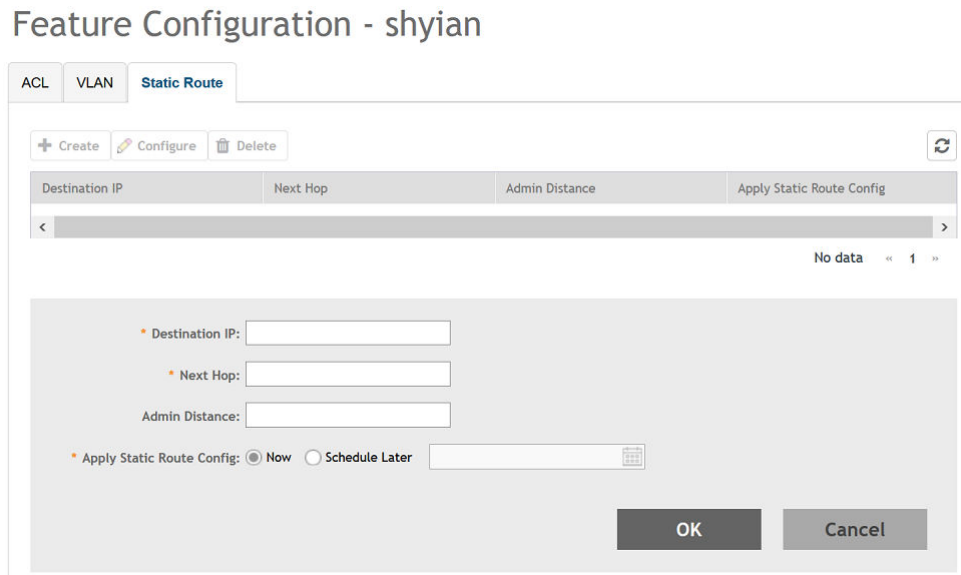 Feature Configuration - shyian
ACL VLAN Static Route
Create Configure Delete
Destination IP Next Hop Admin Distance Apply Static Route Config
No data « 1 »
* Destination IP:
* Next Hop:
Admin Distance:
* Apply Static Route Config: Now Schedule Later
OK Cancel